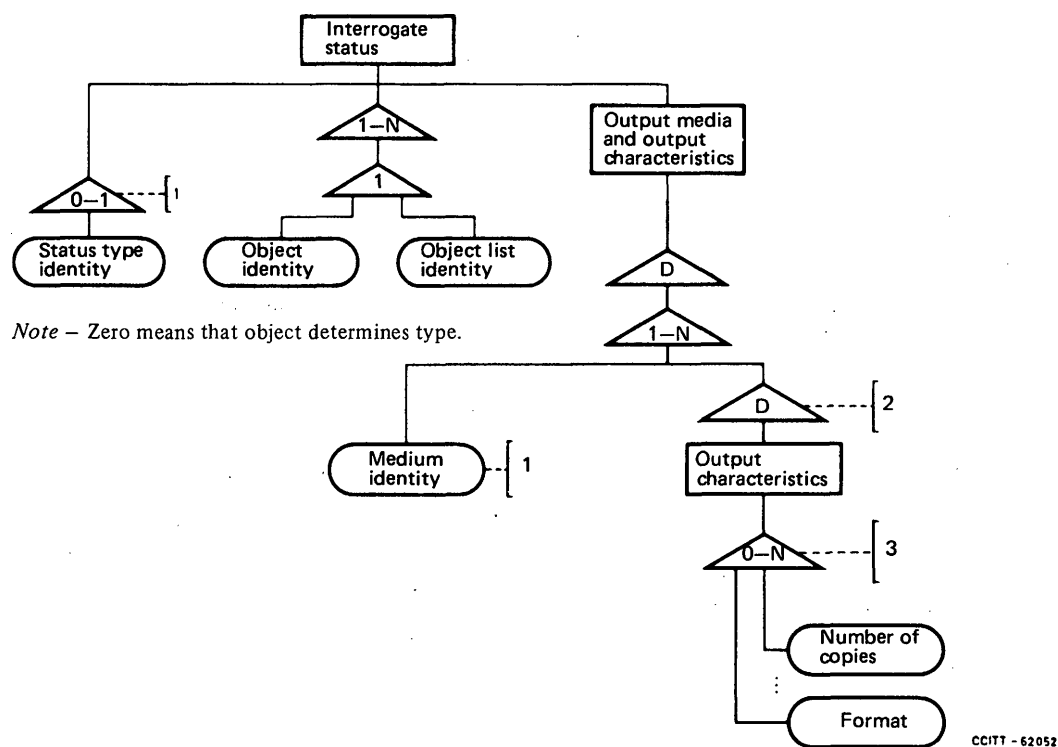 Interrogate
status
1–N
Output media
and output
characteristics
1
0–1
1
Status type
identity
Object
identity
Object list
identity
D
Note – Zero means that object determines type.
1–N
D
2
Medium
identity
1
Output
characteristics
0–N
3
Number of
copies
Format
CCITT - 62052